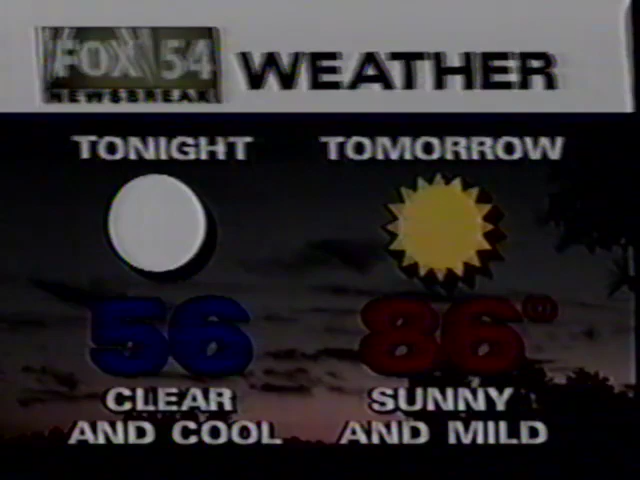 FOX 54
NEWSBREAK
WEATHER
TONIGHT
TOMORROW
56
86°
CLEAR
AND COOL
SUNNY
AND MILD